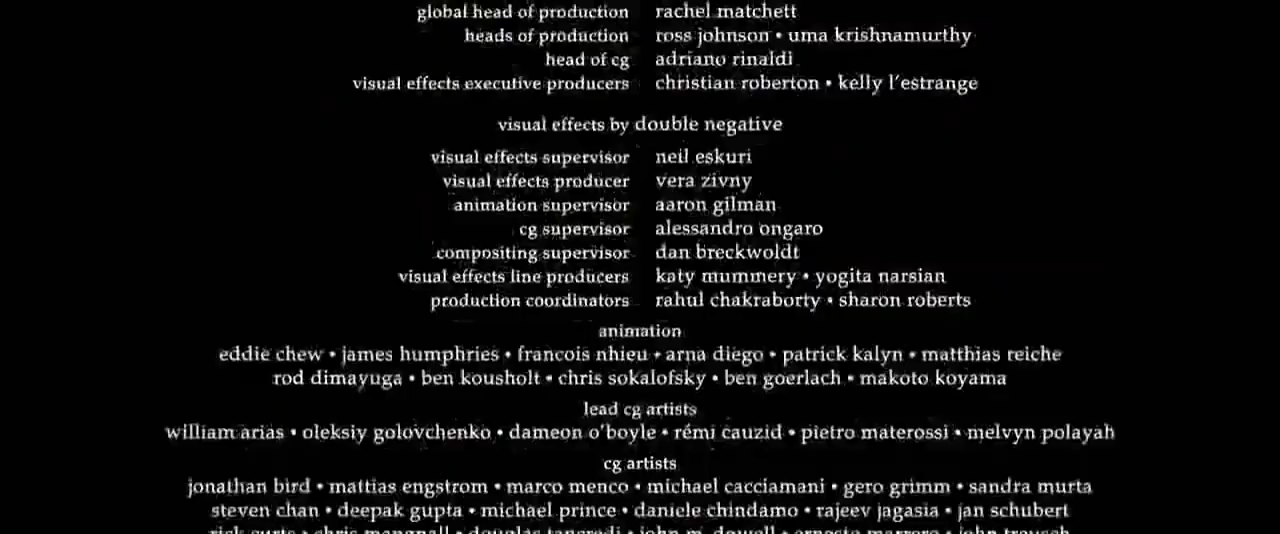 global head of production rachel matchett
heads of production ross johnson • uma krishnamurthy
head of cg adriano rinaldi
visual effects executive producers christian roberton • kelly l'estrange
visual effects by double negative
visual effects supervisor neil eskuri
visual effects producer vera zivny
animation supervisor aaron gilman
cg supervisor alessandro ongaro
compositing supervisor dan breckwoldt
visual effects line producers katy mummery • yogita narsian
production coordinators rahul chakraborty • sharon roberts
animation
eddie chew • james humphries • francois nhieu • arna diego • patrick kalyn • matthias reiche
rod dimayuga • ben kousholt • chris sokalofsky • ben goerlach • makoto koyama
lead cg artists
william arias • oleksiy golovchenko • dameon o'boyle • rémi cauzid • pietro materossi • melvyn polayah
cg artists
jonathan bird • mattias engstrom • marco menco • michael cacciamani • gero grimm • sandra murta
steven chan • deepak gupta • michael prince • daniele chindamo • rajeev jagasia • jan schubert